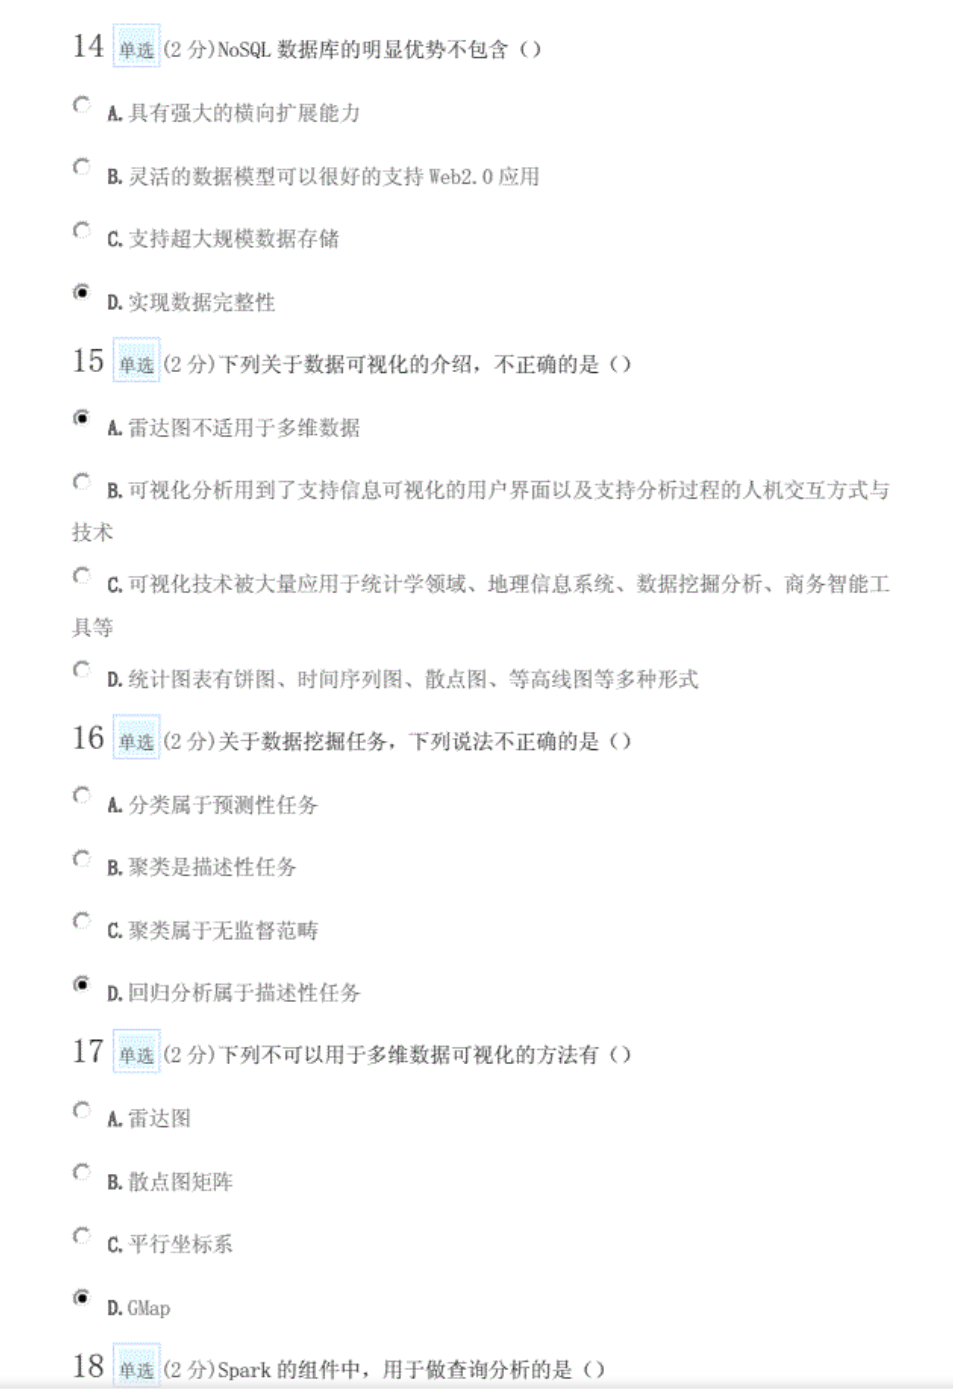 14 单选 (2 分)NoSQL 数据库的明显优势不包含（）
A. 具有强大的横向扩展能力
B. 灵活的数据模型可以很好的支持 Web2.0 应用
C. 支持超大规模数据存储
D. 实现数据完整性
15 单选 (2 分)下列关于数据可视化的介绍，不正确的是（）
A. 雷达图不适用于多维数据
B. 可视化分析用到了支持信息可视化的用户界面以及支持分析过程的人机交互方式与
技术
C. 可视化技术被大量应用于统计学领域、地理信息系统、数据挖掘分析、商务智能工
具等
D. 统计图表有饼图、时间序列图、散点图、等高线图等多种形式
16 单选 (2 分)关于数据挖掘任务，下列说法不正确的是（）
A. 分类属于预测性任务
B. 聚类是描述性任务
C. 聚类属于无监督范畴
D. 回归分析属于描述性任务
17 单选 (2 分)下列不可以用于多维数据可视化的方法有（）
A. 雷达图
B. 散点图矩阵
C. 平行坐标系
D. GMap
18 单选 (2 分)Spark 的组件中，用于做查询分析的是（）